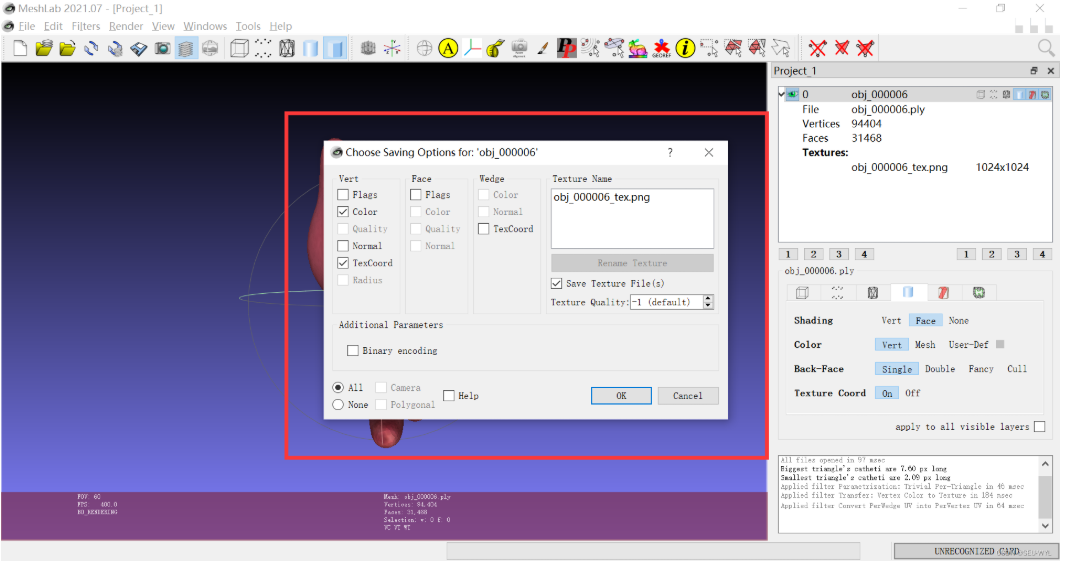 MeshLab 2021.07 - [Project_1]
File Edit Filters Render View Windows Tools Help
Project_1
0 obj_000006
File obj_000006.ply
Vertices 94404
Faces 31468
Textures:
obj_000006_tex.png 1024x1024
Choose Saving Options for: 'obj_000006'
Vert Face Wedge Texture Name
Flags Flags Color obj_000006_tex.png
Color Color Normal
Quality Quality TexCoord
Normal Normal
TexCoord
Radius
Rename Texture
Save Texture File(s)
Texture Quality: -1 (default)
Additional Parameters
Binary encoding
All Camera
None Polygonal
Help
OK Cancel
1 2 3 4 1 2 3 4
obj_000006.ply
Shading Vert Face None
Color Vert Mesh User-Def
Back-Face Single Double Fancy Cull
Texture Coord On Off
apply to all visible layers
All files opened in 97 msec
Biggest triangle's catheti are 7.60 px long
Smallest triangle's catheti are 2.09 px long
Applied filter Parametrization: Trivial Per-Triangle in 46 msec
Applied filter Transfer: Vertex Color to Texture in 184 msec
Applied filter Convert PerWedge UV into PerVertex UV in 64 msec
FOV: 60
FPS: 400.0
NO_RENDERING
Mesh: obj_000006.ply
Vertices: 94,404
Faces: 31,468
Selection: v: 0 f: 0
VC VT WT
UNRECOGNIZED CARD